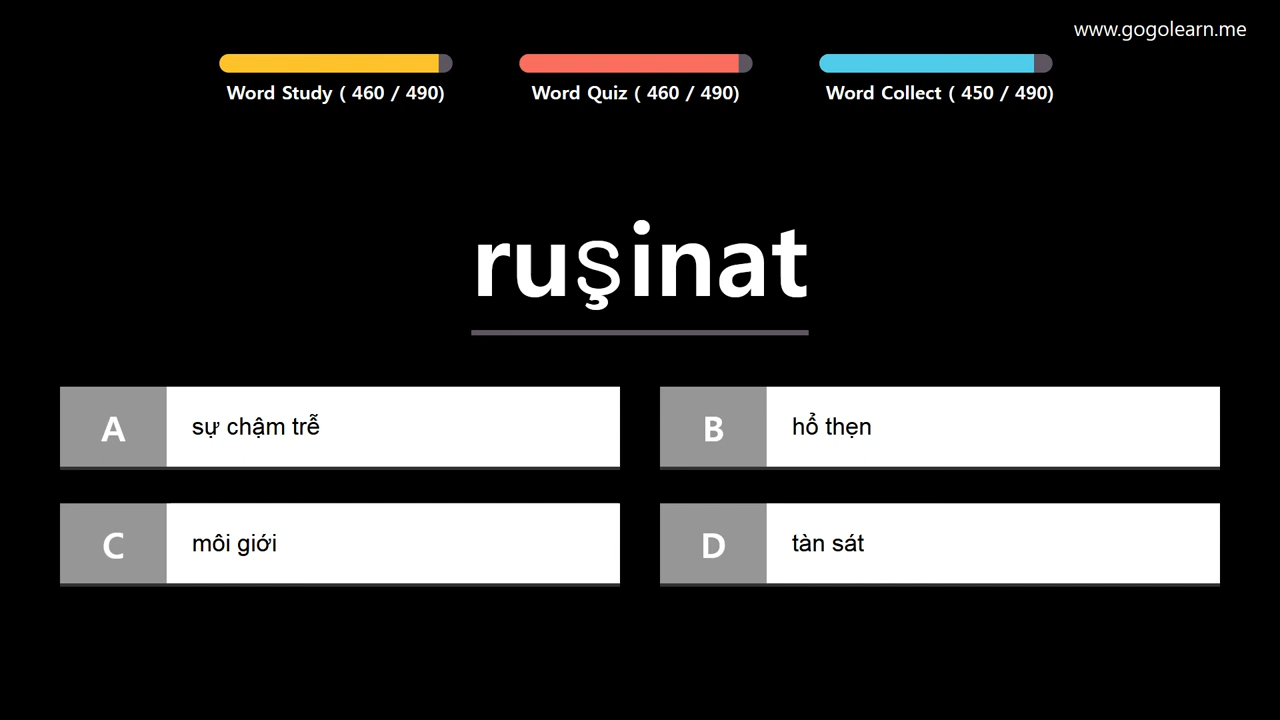 www.gogolearn.me
Word Study ( 460 / 490)
Word Quiz ( 460 / 490)
Word Collect ( 450 / 490)
ruşinat
A sự chậm trễ
B hổ thẹn
C môi giới
D tàn sát